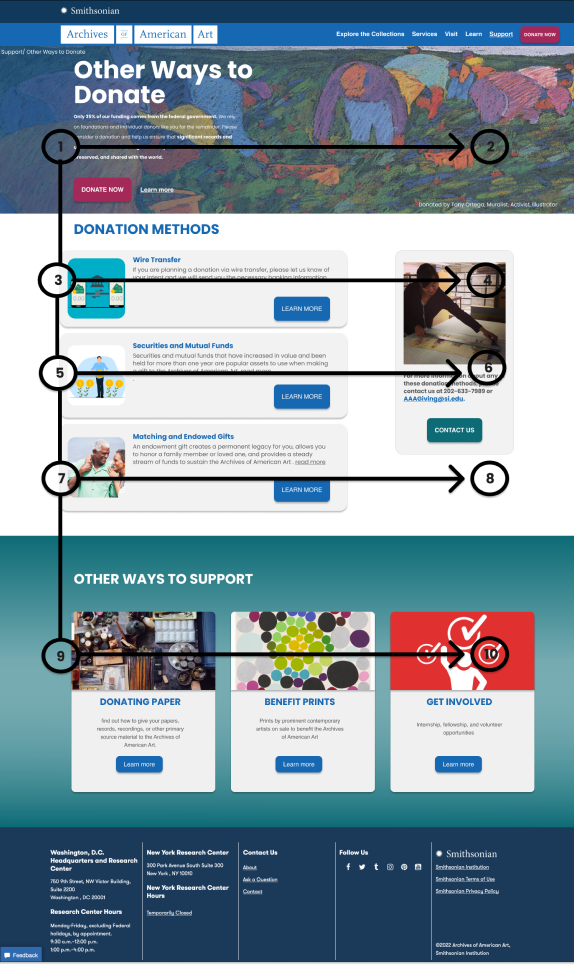 Smithsonian
Archives OF American Art
Explore the Collections Services Visit Learn Support DONATE NOW
Support/ Other Ways to Donate
Other Ways to
Donate
Only 35% of our funding comes from the federal government. We rely
on foundations and individual donors like you for the remainder. Please
consider a donation and help us ensure that significant records and
preserved, and shared with the world.
1
2
DONATE NOW
Learn more
Donated by Tony Ortega, Muralist, Activist, Illustrator
DONATION METHODS
Wire Transfer
If you are planning a donation via wire transfer, please let us know of
your intent and we will send you the necessary banking information
LEARN MORE
3
4
Securities and Mutual Funds
Securities and mutual funds that have increased in value and been
held for more than one year are popular assets to use when making
a gift to the Archives of American Art. read more
LEARN MORE
5
6
For more information about any
these donation methods, please
contact us at 202-633-7989 or
AAAGiving@si.edu.
CONTACT US
Matching and Endowed Gifts
An endowment gift creates a permanent legacy for you, allows you
to honor a family member or loved one, and provides a steady
stream of funds to sustain the Archives of American Art . read more
LEARN MORE
7
8
OTHER WAYS TO SUPPORT
9
10
DONATING PAPER
find out how to give your papers,
records, recordings, or other primary
source material to the Archives of
American Art.
Learn more
BENEFIT PRINTS
Prints by prominent contemporary
artists on sale to benefit the Archives
of American Art
Learn more
GET INVOLVED
Internship, fellowship, and volunteer
opportunities
Learn more
Washington, D.C.
Headquarters and Research
Center
750 9th Street, NW Victor Building,
Suite 2200
Washington , DC 20001
Research Center Hours
Monday-Friday, excluding Federal
holidays, by appointment.
9:30 a.m.-12:00 p.m.
1:00 p.m.-4:00 p.m.
New York Research Center
300 Park Avenue South Suite 300
New York , NY 10010
New York Research Center
Hours
Temporarily Closed
Contact Us
About
Ask a Question
Contact
Follow Us
Smithsonian
Smithsonian Institution
Smithsonian Terms of Use
Smithsonian Privacy Policy
©2022 Archives of American Art,
Smithsonian Institution
Feedback